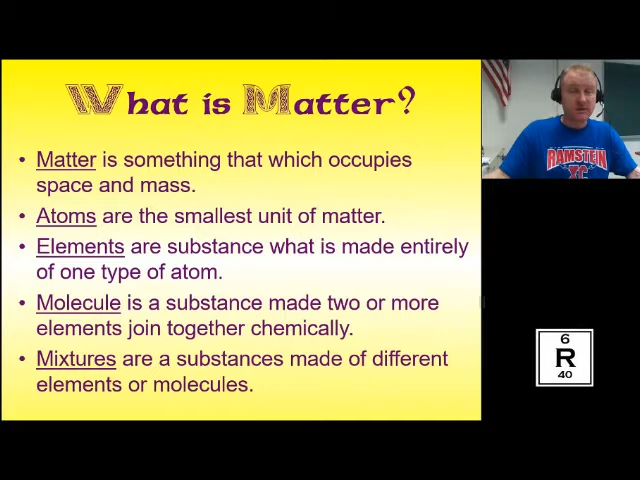 What is Matter?
• Matter is something that which occupies
space and mass.
• Atoms are the smallest unit of matter.
• Elements are substance what is made entirely
of one type of atom.
• Molecule is a substance made two or more
elements join together chemically.
• Mixtures are a substances made of different
elements or molecules.
RAMSTEIN
XC
6
R
40